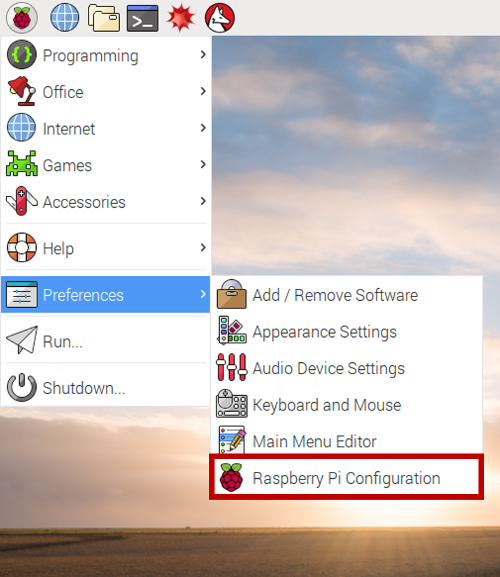 Programming
Office
Internet
Games
Accessories
Help
Preferences
Run...
Shutdown...
Add / Remove Software
Appearance Settings
Audio Device Settings
Keyboard and Mouse
Main Menu Editor
Raspberry Pi Configuration